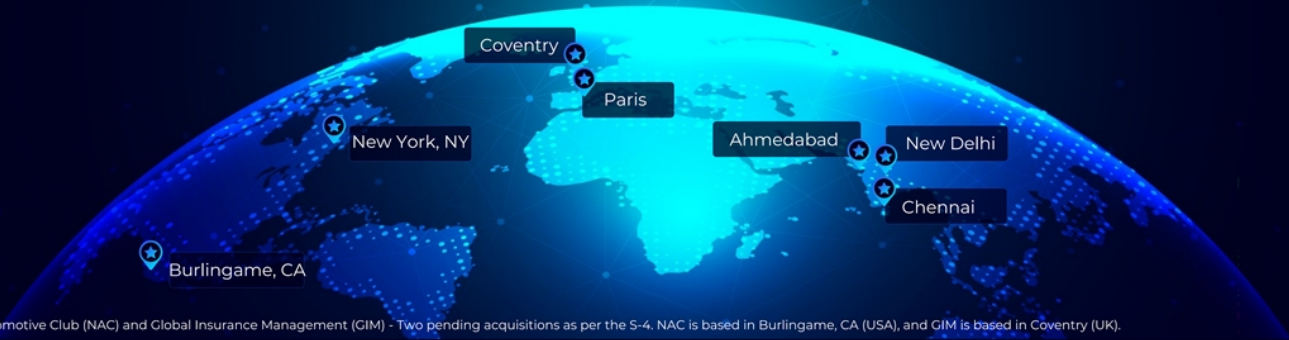 Coventry
Paris
New York, NY
Ahmedabad
New Delhi
Chennai
Burlingame, CA
Club (NAC) and Global Insurance Management (GIM) - Two pending acquisitions as per the S-4. NAC is based in Burlingame, CA (USA), and GIM is based in Coventry (UK).